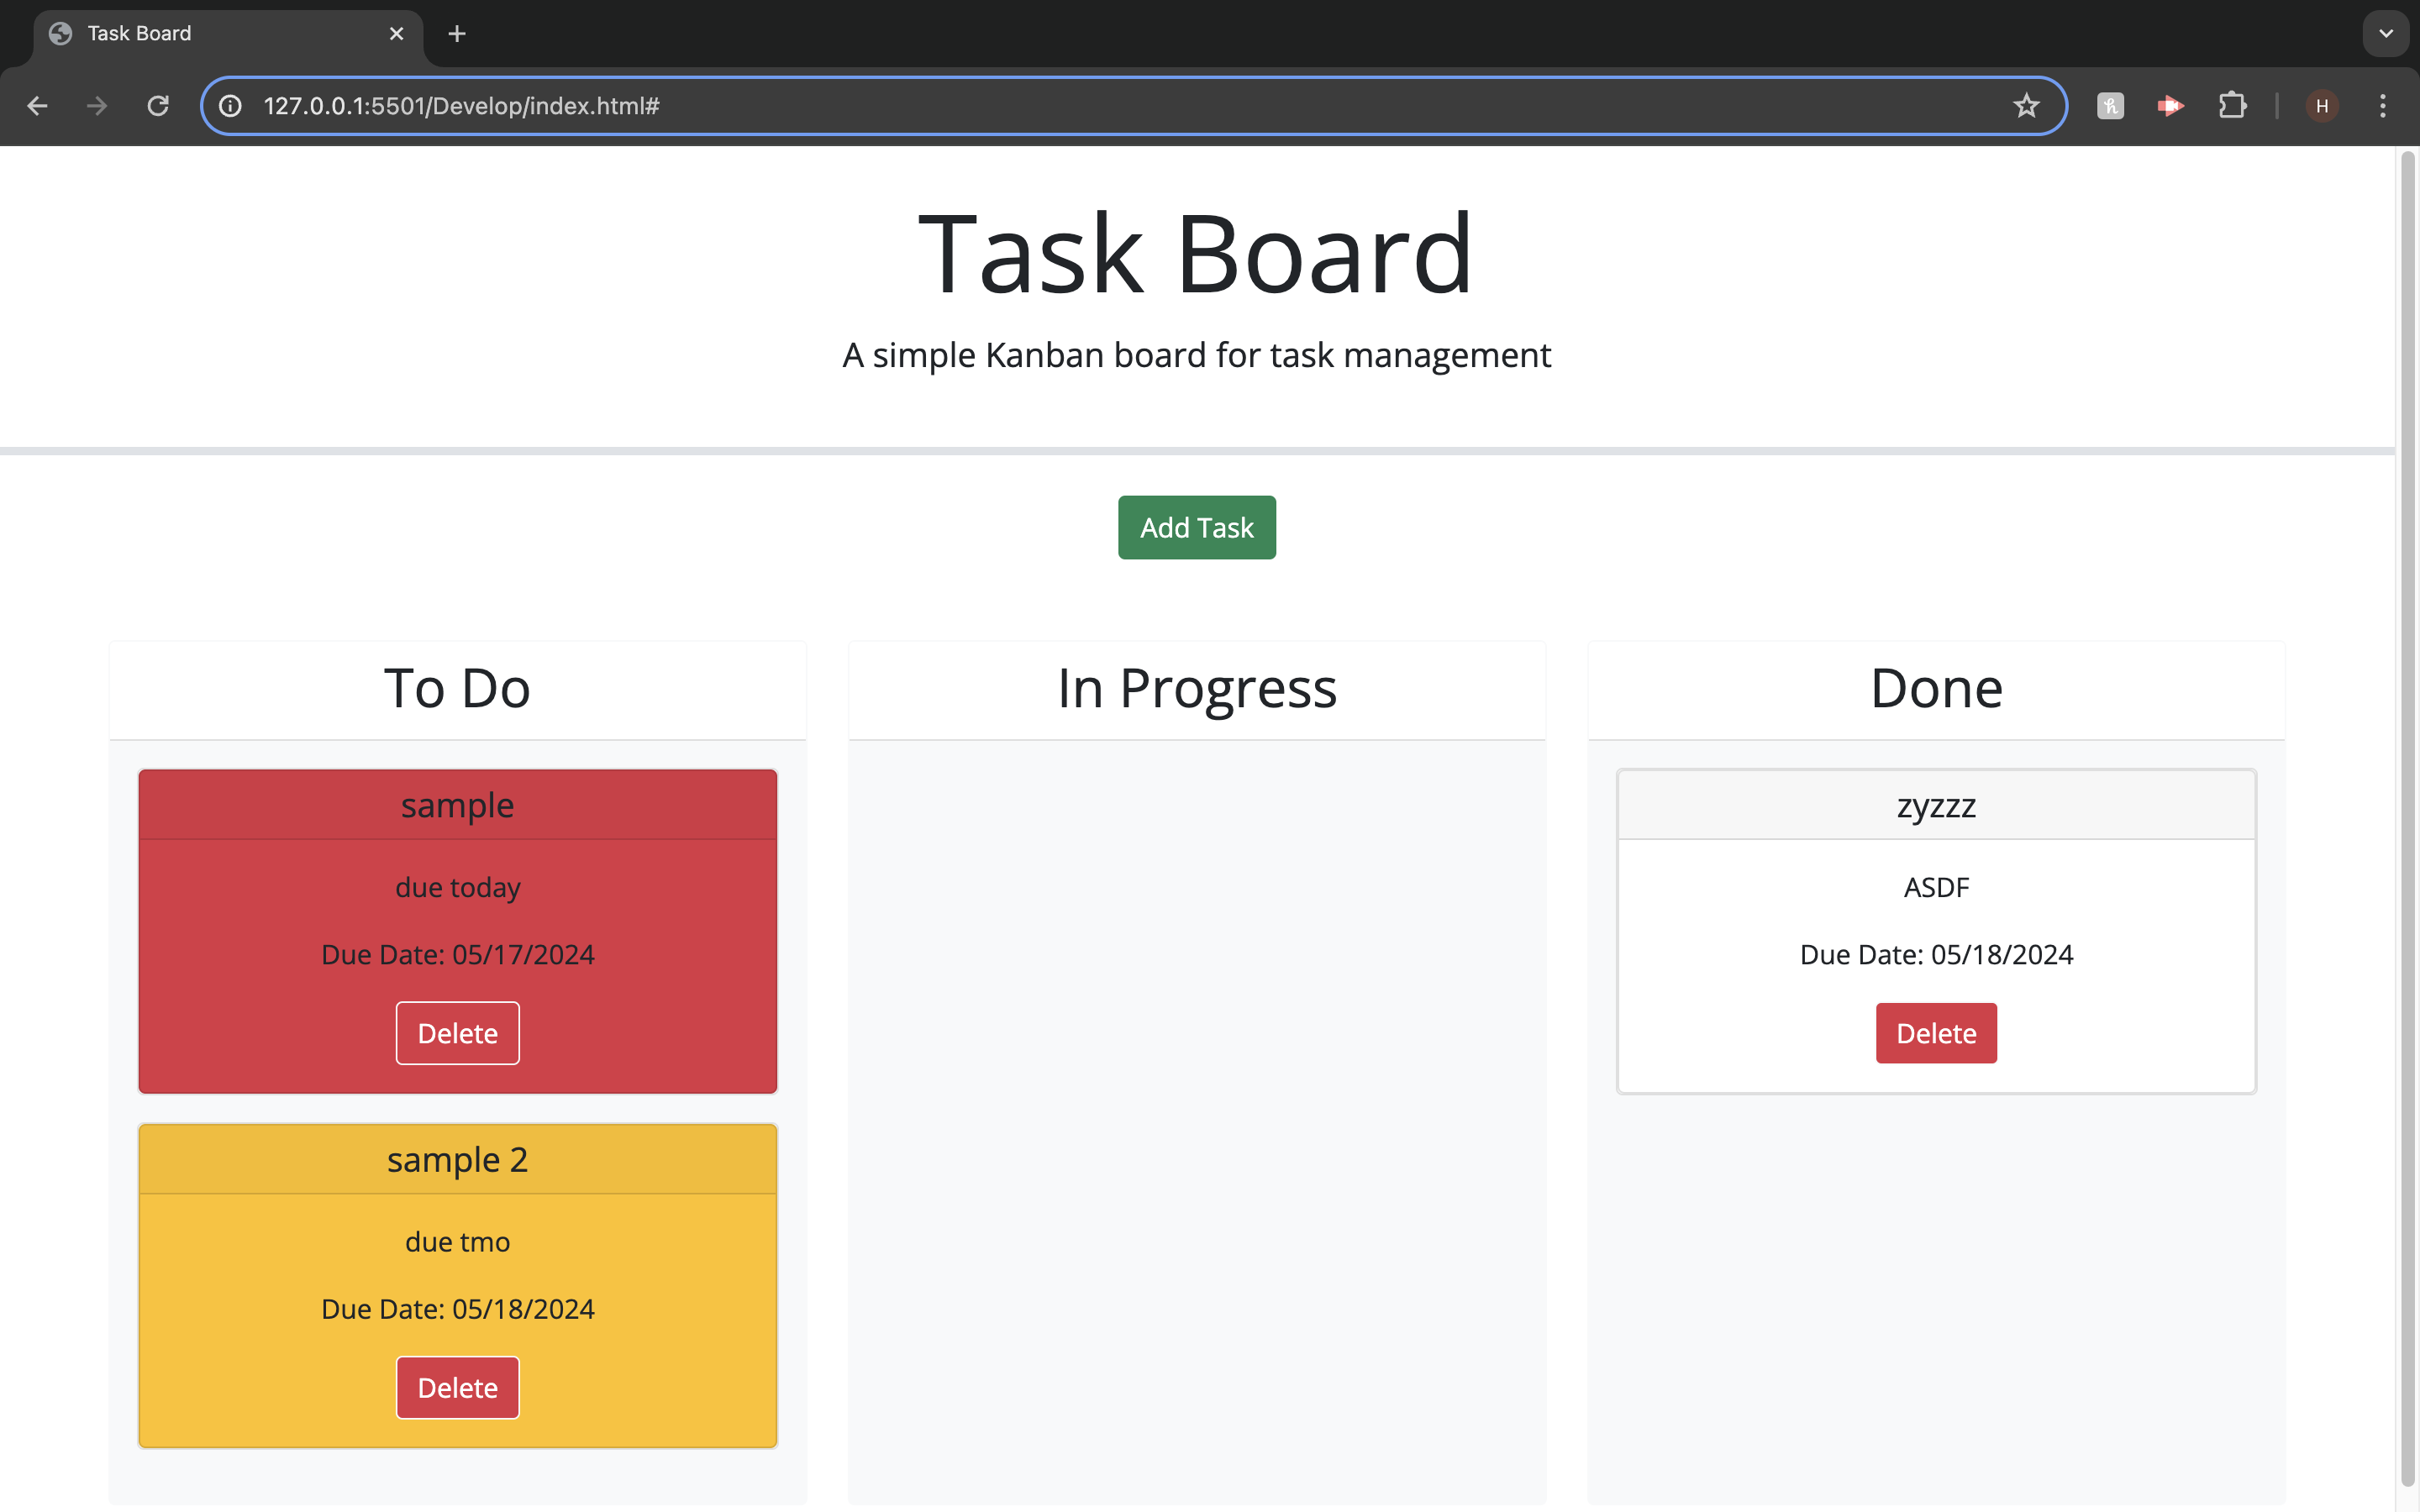 Task Board
127.0.0.1:5501/Develop/index.html#
H
Task Board
A simple Kanban board for task management
Add Task
To Do
sample
due today
Due Date: 05/17/2024
Delete
sample 2
due tmo
Due Date: 05/18/2024
Delete
In Progress
Done
zyzzz
ASDF
Due Date: 05/18/2024
Delete